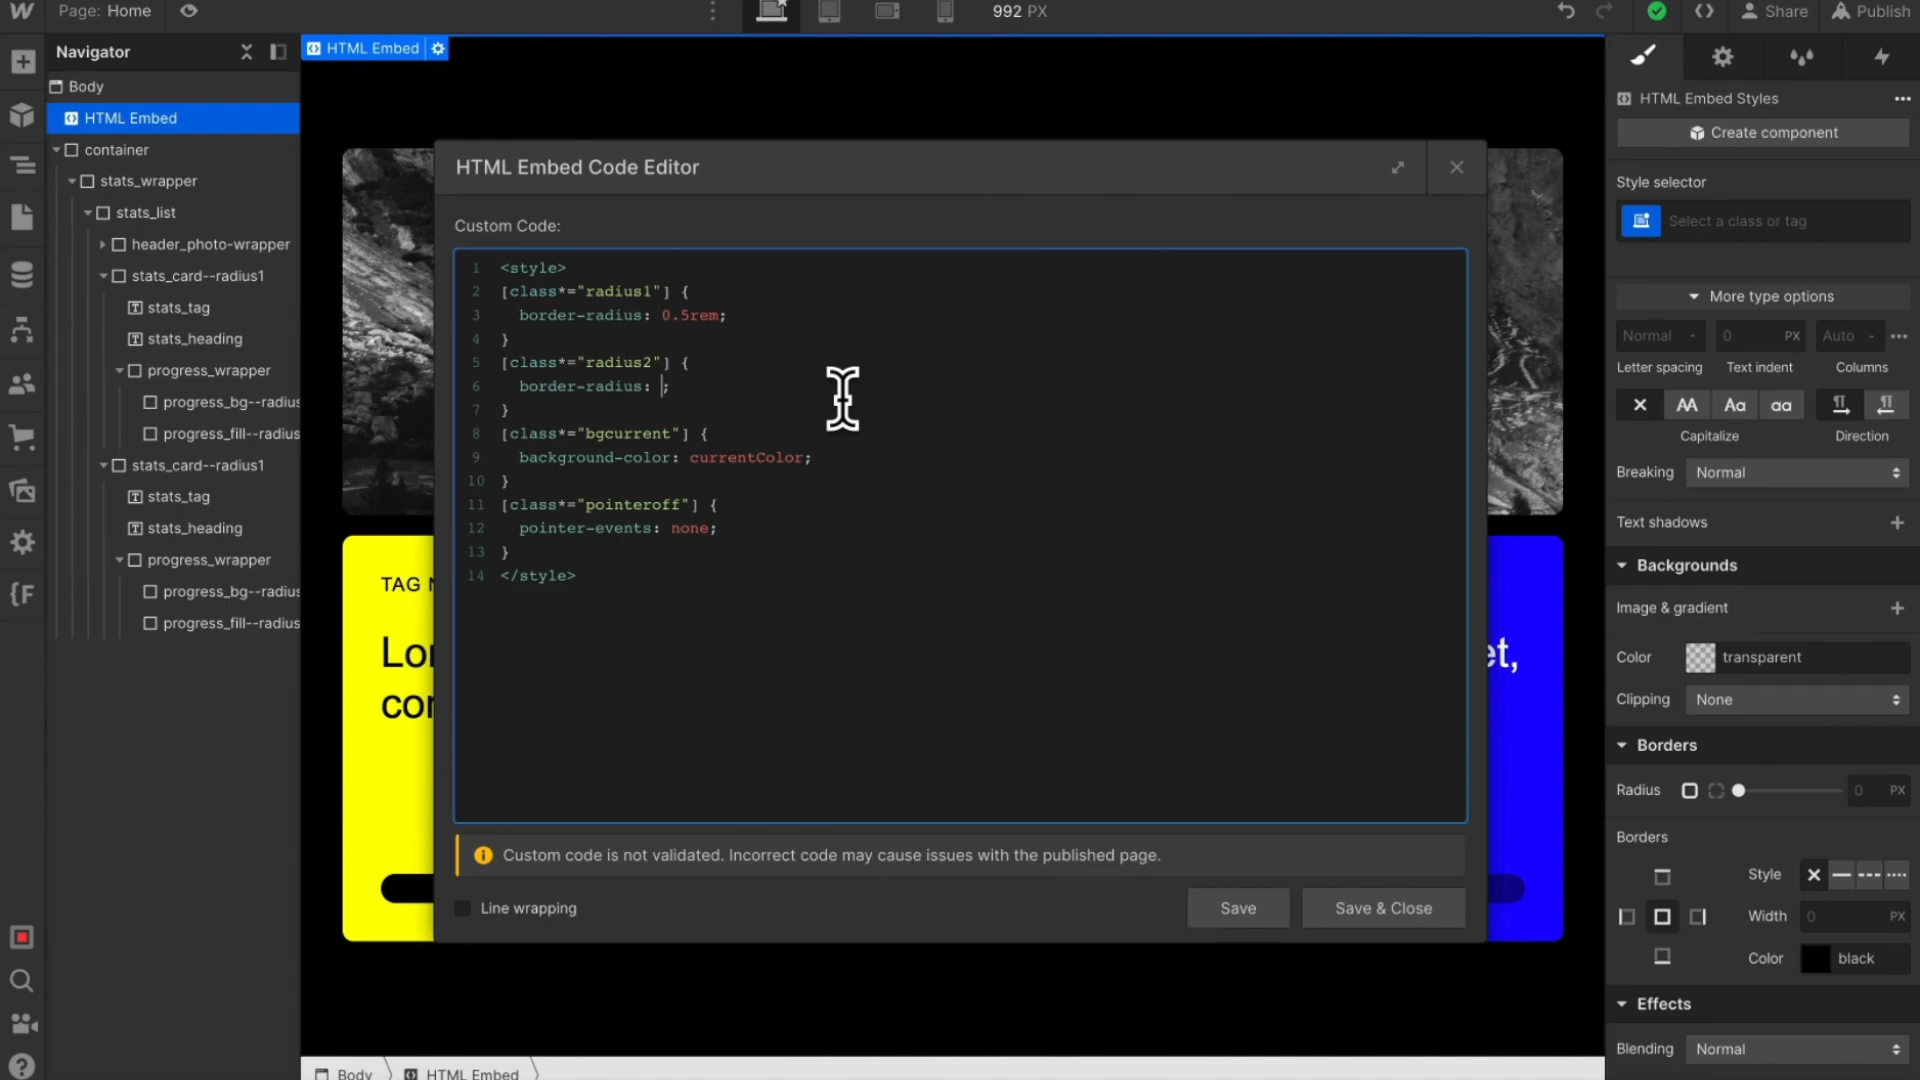 Page: Home
992 PX
Share
Publish
Navigator
Body
HTML Embed
container
stats_wrapper
stats_list
header_photo-wrapper
stats_card--radius1
stats_tag
stats_heading
progress_wrapper
progress_bg--radius
progress_fill--radius
stats_card--radius1
stats_tag
stats_heading
progress_wrapper
progress_bg--radius
progress_fill--radius
HTML Embed
HTML Embed Code Editor
Custom Code:
1 <style>
2 [class*="radius1"] {
3 border-radius: 0.5rem;
4 }
5 [class*="radius2"] {
6 border-radius: ;
7 }
8 [class*="bgcurrent"] {
9 background-color: currentColor;
10 }
11 [class*="pointeroff"] {
12 pointer-events: none;
13 }
14 </style>
Custom code is not validated. Incorrect code may cause issues with the published page.
Line wrapping
Save
Save & Close
TAG
Lor
con
et,
Body
HTML Embed
HTML Embed Styles
Create component
Style selector
Select a class or tag
More type options
Normal
0 PX
Auto
Letter spacing
Text indent
Columns
AA
Aa
aa
Capitalize
Direction
Breaking
Normal
Text shadows
Backgrounds
Image & gradient
Color
transparent
Clipping
None
Borders
Radius
0 PX
Borders
Style
Width
0 PX
Color
black
Effects
Blending
Normal